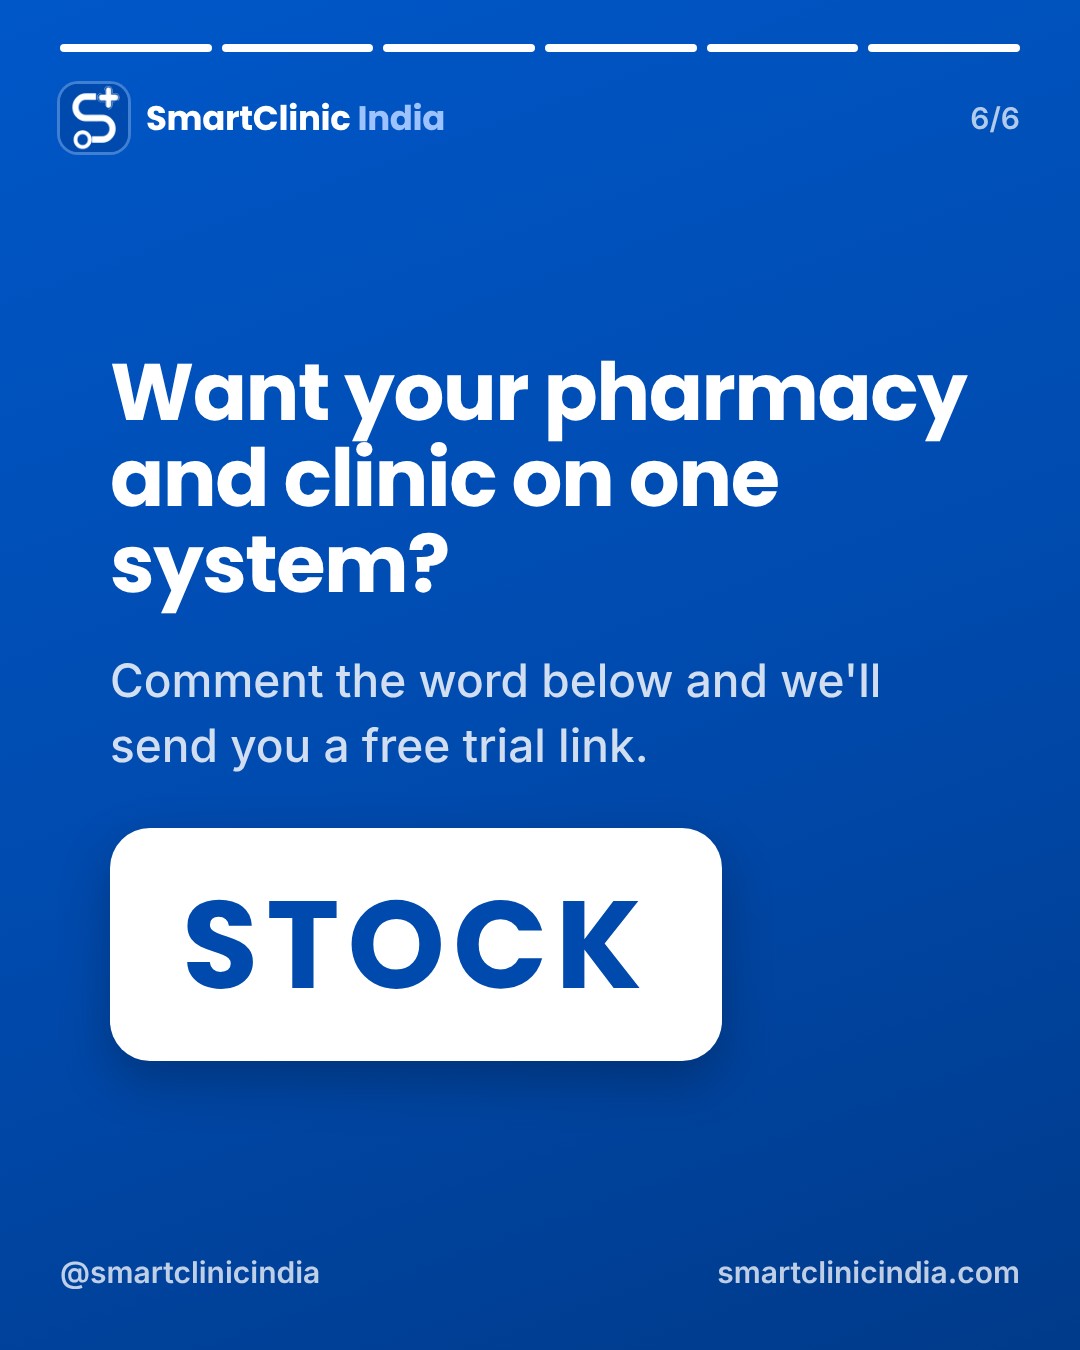 SmartClinic India
6/6
Want your pharmacy
and clinic on one
system?
Comment the word below and we'll
send you a free trial link.
STOCK
@smartclinicindia
smartclinicindia.com